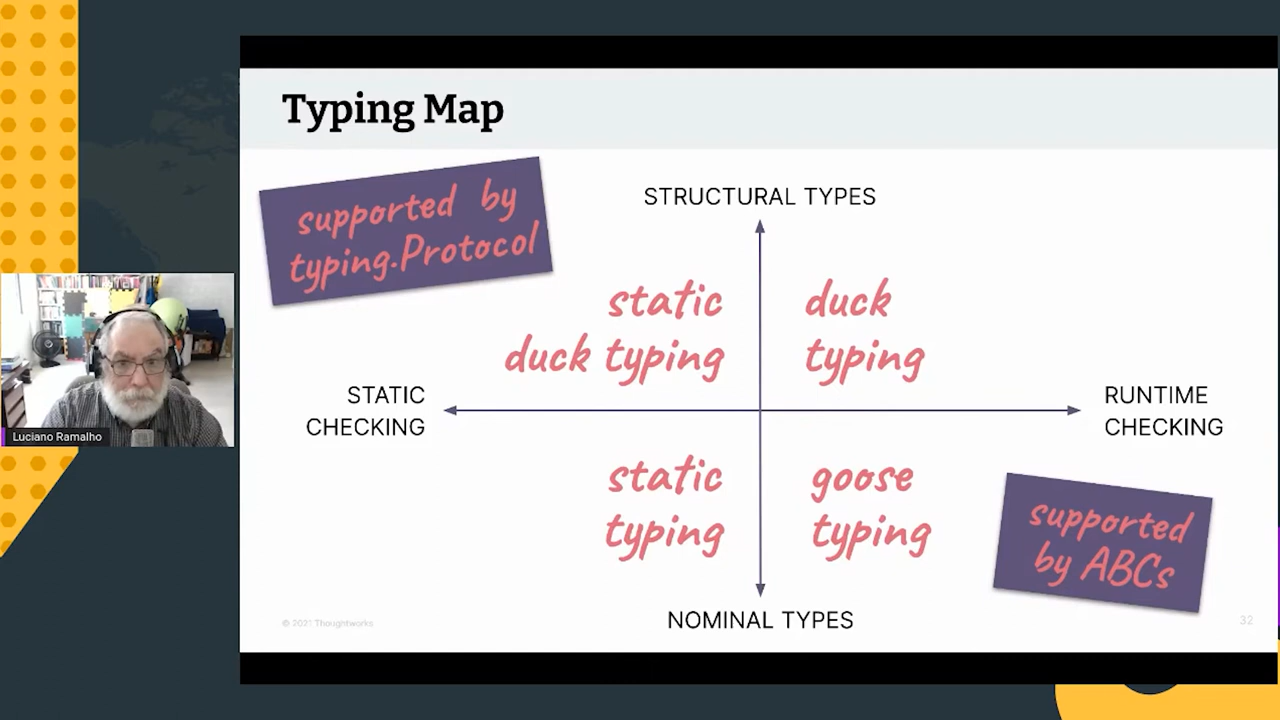 Typing Map
supported by
typing.Protocol
STRUCTURAL TYPES
static
duck typing
duck
typing
STATIC
CHECKING
RUNTIME
CHECKING
Luciano Ramalho
static
typing
goose
typing
supported
by ABCs
NOMINAL TYPES
© 2021 Thoughtworks
32